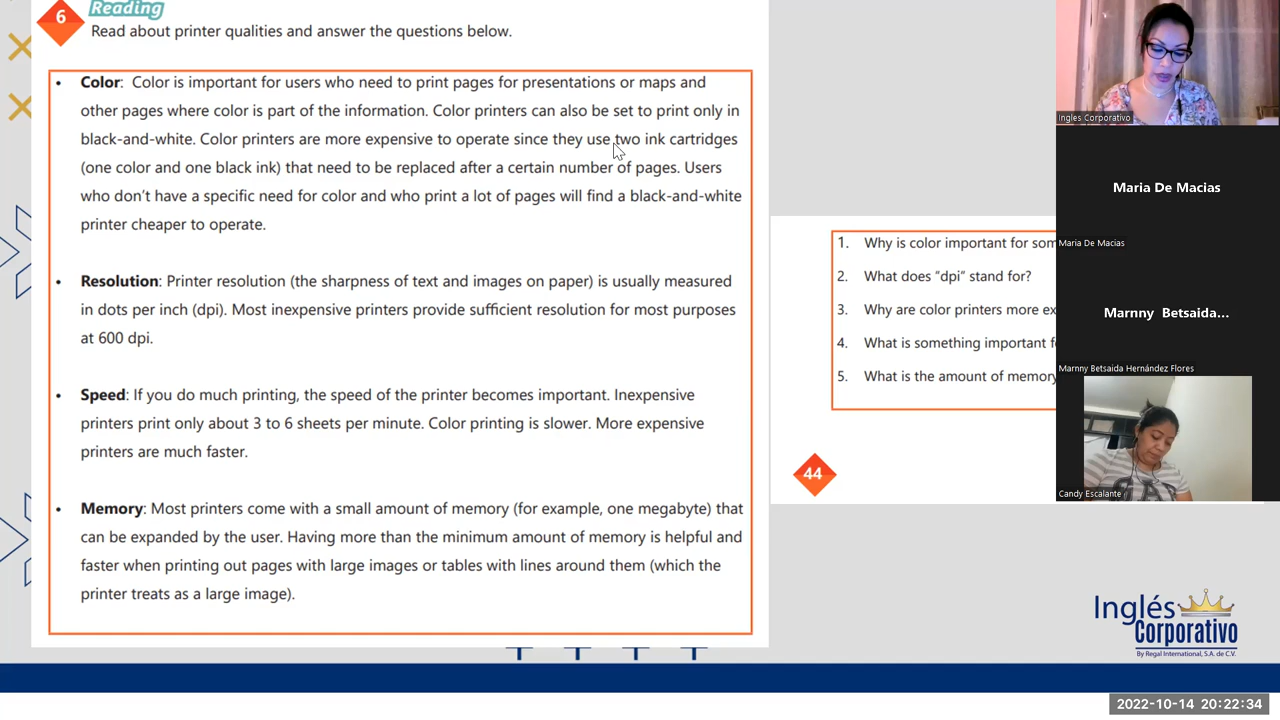 6
Reading
Read about printer qualities and answer the questions below.
• Color: Color is important for users who need to print pages for presentations or maps and
other pages where color is part of the information. Color printers can also be set to print only in
black-and-white. Color printers are more expensive to operate since they use two ink cartridges
(one color and one black ink) that need to be replaced after a certain number of pages. Users
who don't have a specific need for color and who print a lot of pages will find a black-and-white
printer cheaper to operate.
• Resolution: Printer resolution (the sharpness of text and images on paper) is usually measured
in dots per inch (dpi). Most inexpensive printers provide sufficient resolution for most purposes
at 600 dpi.
• Speed: If you do much printing, the speed of the printer becomes important. Inexpensive
printers print only about 3 to 6 sheets per minute. Color printing is slower. More expensive
printers are much faster.
• Memory: Most printers come with a small amount of memory (for example, one megabyte) that
can be expanded by the user. Having more than the minimum amount of memory is helpful and
faster when printing out pages with large images or tables with lines around them (which the
printer treats as a large image).
1. Why is color important for som
2. What does "dpi" stand for?
3. Why are color printers more ex
4. What is something important f
5. What is the amount of memory
44
Ingles Corporativo
Maria De Macias
Maria De Macias
Marnny Betsaida...
Marnny Betsaida Hernández Flores
Candy Escalante
Inglés
Corporativo
By Regal International, S.A. de C.V.
2022-10-14 20:22:34